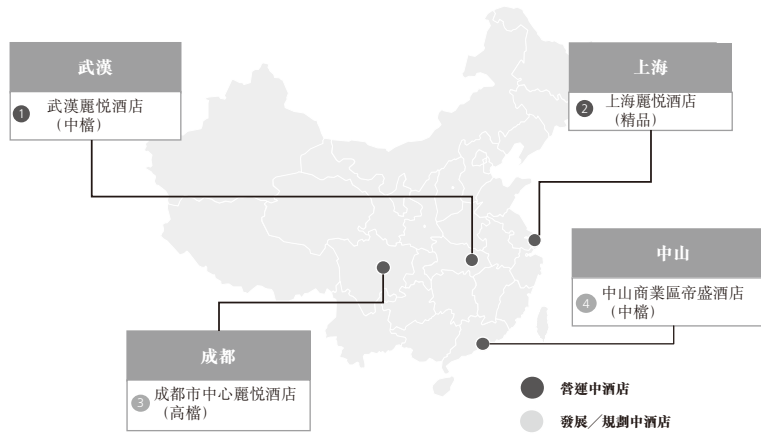 武漢
1
武漢麗悅酒店
（中檔）
上海
2
上海麗悅酒店
（精品）
中山
4
中山商業區帝盛酒店
（中檔）
成都
3
成都市中心麗悅酒店
（高檔）
營運中酒店
發展／規劃中酒店